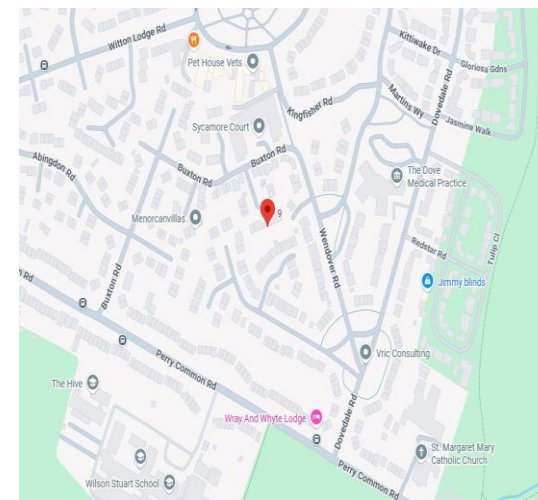 Witton Lodge Rd
Pet House Vets
Kittiwake Dr
Gloriosa Gdns
Dovedale Rd
Martins Wy
Jasmine Walk
Kingfisher Rd
Sycamore Court
Buxton Rd
Abingdon Rd
Buxton Rd
The Dove
Medical Practice
Menorcanvillas
9
Wendover Rd
Redstar Rd
Tulip Cl
Jimmy blinds
Buxton Rd
n Rd
Perry Common Rd
Vric Consulting
The Hive
Wray And Whyte Lodge
Dovedale Rd
St. Margaret Mary
Catholic Church
Wilson Stuart School
Perry Common Rd